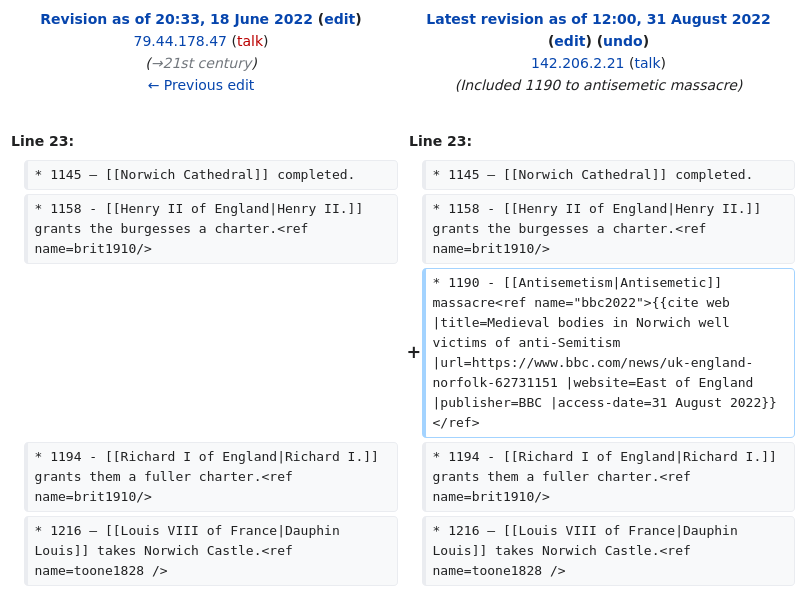 Revision as of 20:33, 18 June 2022 (edit)
79.44.178.47 (talk)
(→21st century)
← Previous edit
Latest revision as of 12:00, 31 August 2022
(edit) (undo)
142.206.2.21 (talk)
(Included 1190 to antisemetic massacre)
Line 23:
Line 23:
* 1145 – [[Norwich Cathedral]] completed.
* 1145 – [[Norwich Cathedral]] completed.
* 1158 - [[Henry II of England|Henry II.]]
grants the burgesses a charter.<ref
name=brit1910/>
* 1158 - [[Henry II of England|Henry II.]]
grants the burgesses a charter.<ref
name=brit1910/>
+
* 1190 - [[Antisemetism|Antisemetic]]
massacre<ref name="bbc2022">{{cite web
|title=Medieval bodies in Norwich well
victims of anti-Semitism
|url=https://www.bbc.com/news/uk-england-
norfolk-62731151 |website=East of England
|publisher=BBC |access-date=31 August 2022}}
</ref>
* 1194 - [[Richard I of England|Richard I.]]
grants them a fuller charter.<ref
name=brit1910/>
* 1194 - [[Richard I of England|Richard I.]]
grants them a fuller charter.<ref
name=brit1910/>
* 1216 – [[Louis VIII of France|Dauphin
Louis]] takes Norwich Castle.<ref
name=toone1828 />
* 1216 – [[Louis VIII of France|Dauphin
Louis]] takes Norwich Castle.<ref
name=toone1828 />